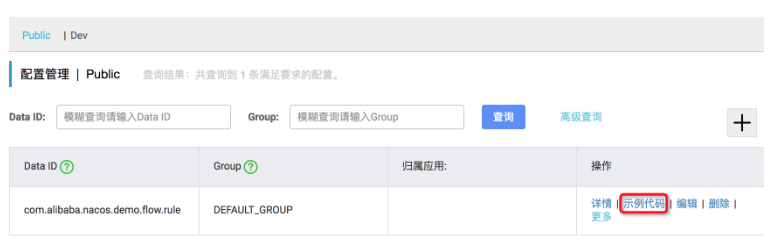 Public | Dev
配置管理 | Public 查询结果：共查询到 1 条满足要求的配置。
Data ID: 模糊查询请输入Data ID Group: 模糊查询请输入Group 查询 高级查询 +
Data ID ? Group ? 归属应用: 操作
com.alibaba.nacos.demo.flow.rule DEFAULT_GROUP 详情 | 示例代码 | 编辑 | 删除 |
更多